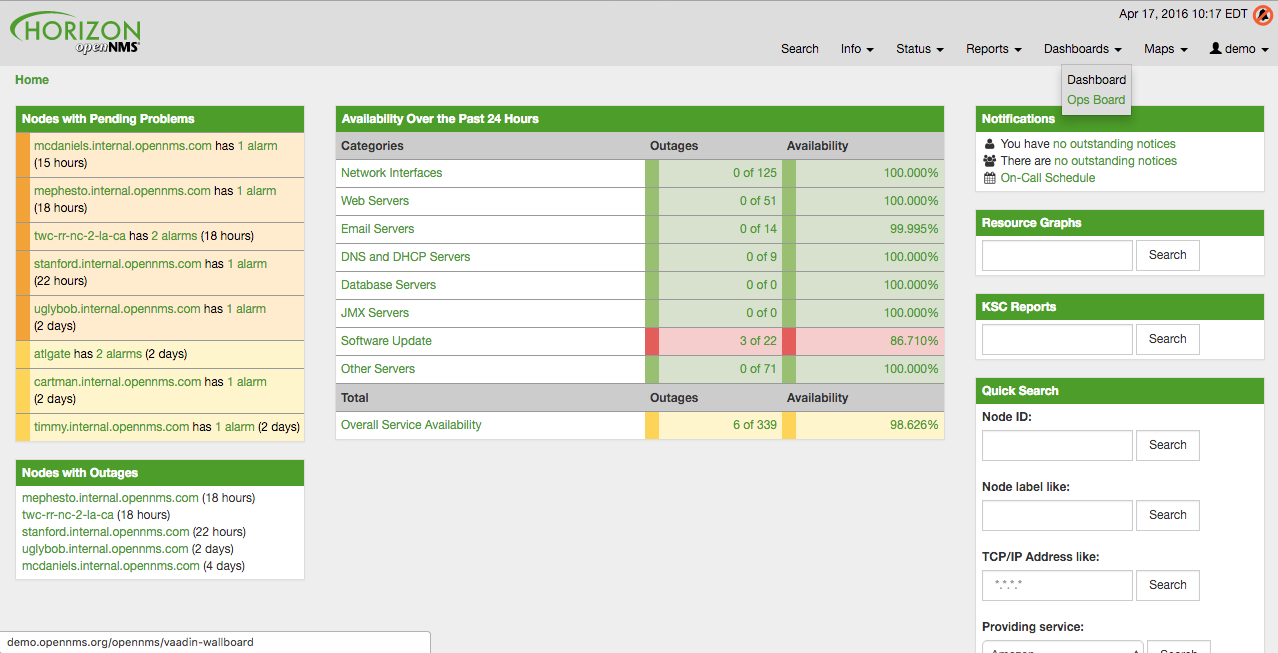 HORIZON
openNMS
Apr 17, 2016 10:17 EDT
Search Info Status Reports Dashboards Maps demo
Dashboard
Ops Board
Home
Nodes with Pending Problems
mcdaniels.internal.opennms.com has 1 alarm
(15 hours)
mephesto.internal.opennms.com has 1 alarm
(18 hours)
twc-rr-nc-2-la-ca has 2 alarms (18 hours)
stanford.internal.opennms.com has 1 alarm
(22 hours)
uglybob.internal.opennms.com has 1 alarm
(2 days)
atlgate has 2 alarms (2 days)
cartman.internal.opennms.com has 1 alarm
(2 days)
timmy.internal.opennms.com has 1 alarm (2 days)
Nodes with Outages
mephesto.internal.opennms.com (18 hours)
twc-rr-nc-2-la-ca (18 hours)
stanford.internal.opennms.com (22 hours)
uglybob.internal.opennms.com (2 days)
mcdaniels.internal.opennms.com (4 days)
Availability Over the Past 24 Hours
Categories Outages Availability
Network Interfaces 0 of 125 100.000%
Web Servers 0 of 51 100.000%
Email Servers 0 of 14 99.995%
DNS and DHCP Servers 0 of 9 100.000%
Database Servers 0 of 0 100.000%
JMX Servers 0 of 0 100.000%
Software Update 3 of 22 86.710%
Other Servers 0 of 71 100.000%
Total Outages Availability
Overall Service Availability 6 of 339 98.626%
Notifications
You have no outstanding notices
There are no outstanding notices
On-Call Schedule
Resource Graphs
Search
KSC Reports
Search
Quick Search
Node ID:
Search
Node label like:
Search
TCP/IP Address like:
*.*.*.* Search
Providing service:
Amazon Search
demo.opennms.org/opennms/vaadin-wallboard